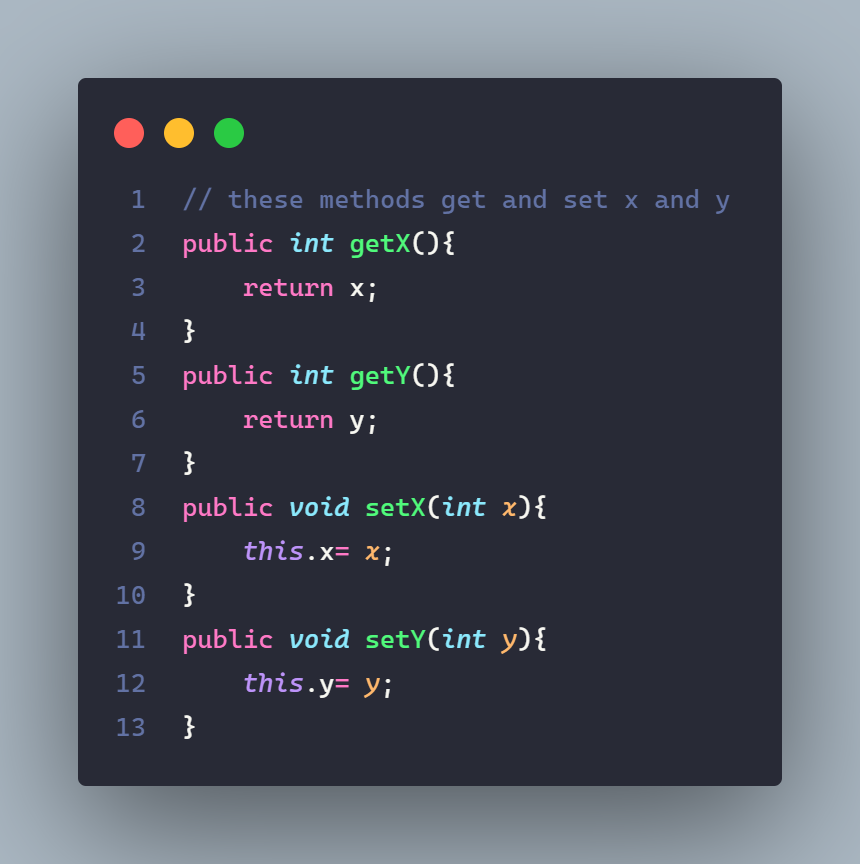 1 // these methods get and set x and y
2 public int getX(){
3     return x;
4 }
5 public int getY(){
6     return y;
7 }
8 public void setX(int x){
9     this.x= x;
10 }
11 public void setY(int y){
12     this.y= y;
13 }